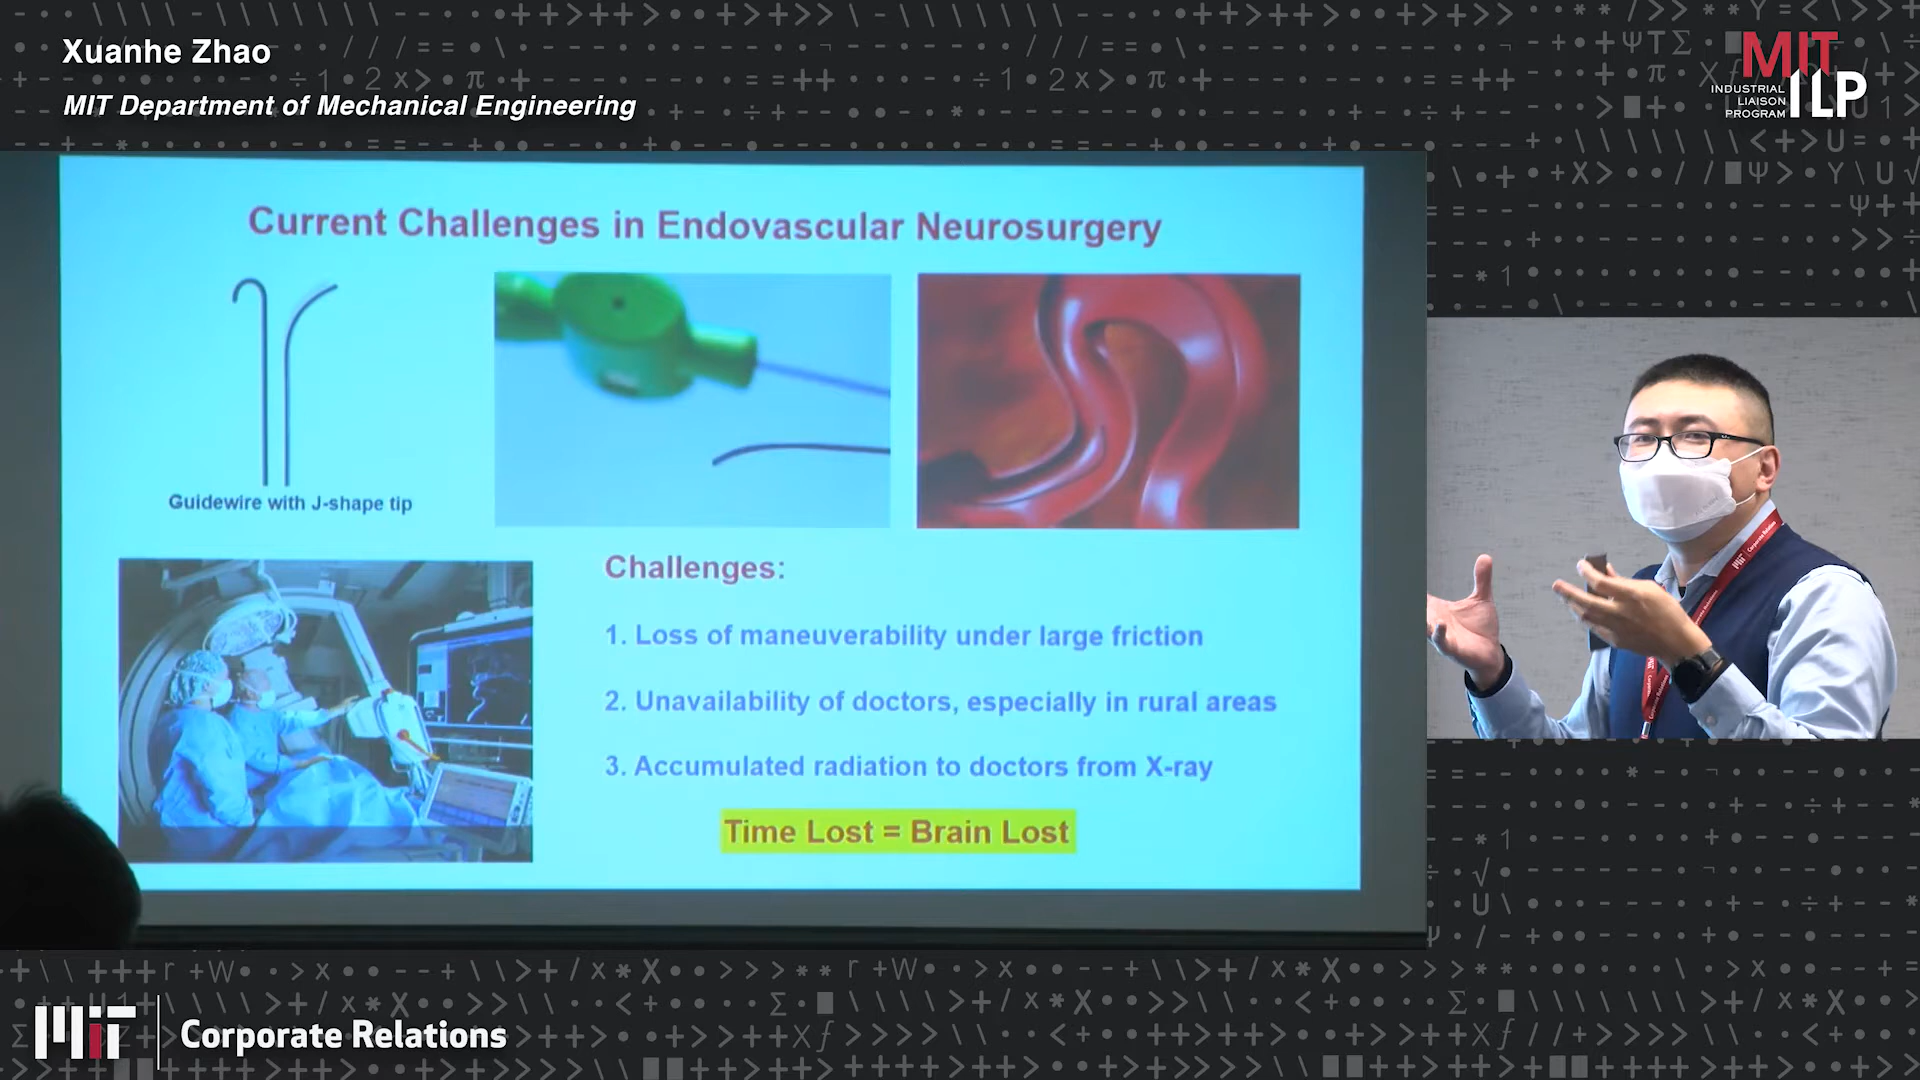 Xuanhe Zhao
MIT Department of Mechanical Engineering
MIT
ILP
INDUSTRIAL
LIAISON
PROGRAM
Current Challenges in Endovascular Neurosurgery
Guidewire with J-shape tip
Challenges:
1. Loss of maneuverability under large friction
2. Unavailability of doctors, especially in rural areas
3. Accumulated radiation to doctors from X-ray
Time Lost = Brain Lost
MIT
Corporate Relations